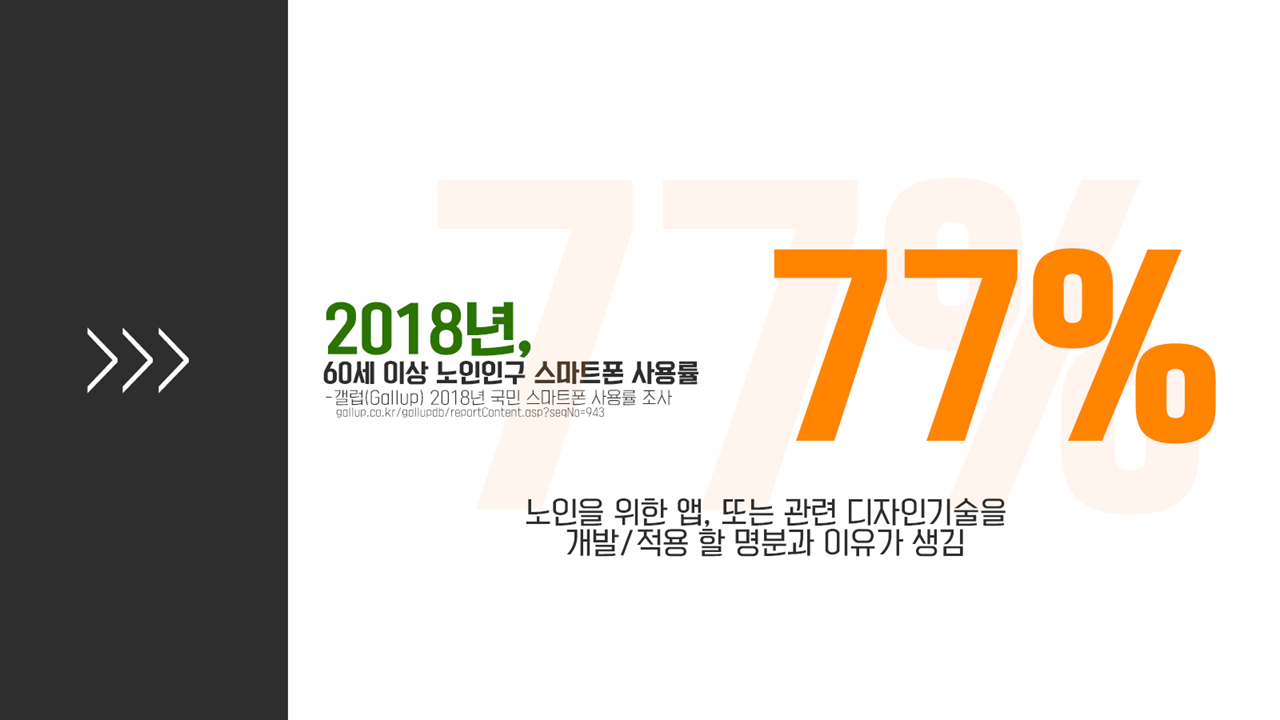 77%
2018년,
60세 이상 노인인구 스마트폰 사용률
-갤럽(Gallup) 2018년 국민 스마트폰 사용률 조사
gallup.co.kr/gallupdb/reportContent.asp?seqNo=943
77%
노인을 위한 앱, 또는 관련 디자인기술을
개발/적용 할 명분과 이유가 생김